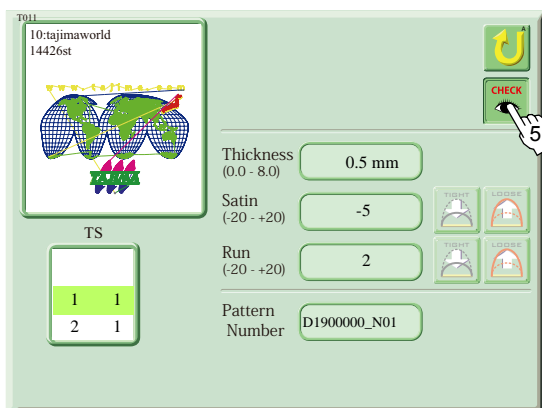 T011
10:tajimaworld
14426st
www.tajima.com
TAJIMA
TS
1 1
2 1
A
CHECK
5
Thickness 0.5 mm
(0.0 - 8.0)
Satin -5
(-20 - +20)
TIGHT LOOSE
Run 2
(-20 - +20)
TIGHT LOOSE
Pattern
Number D1900000_N01